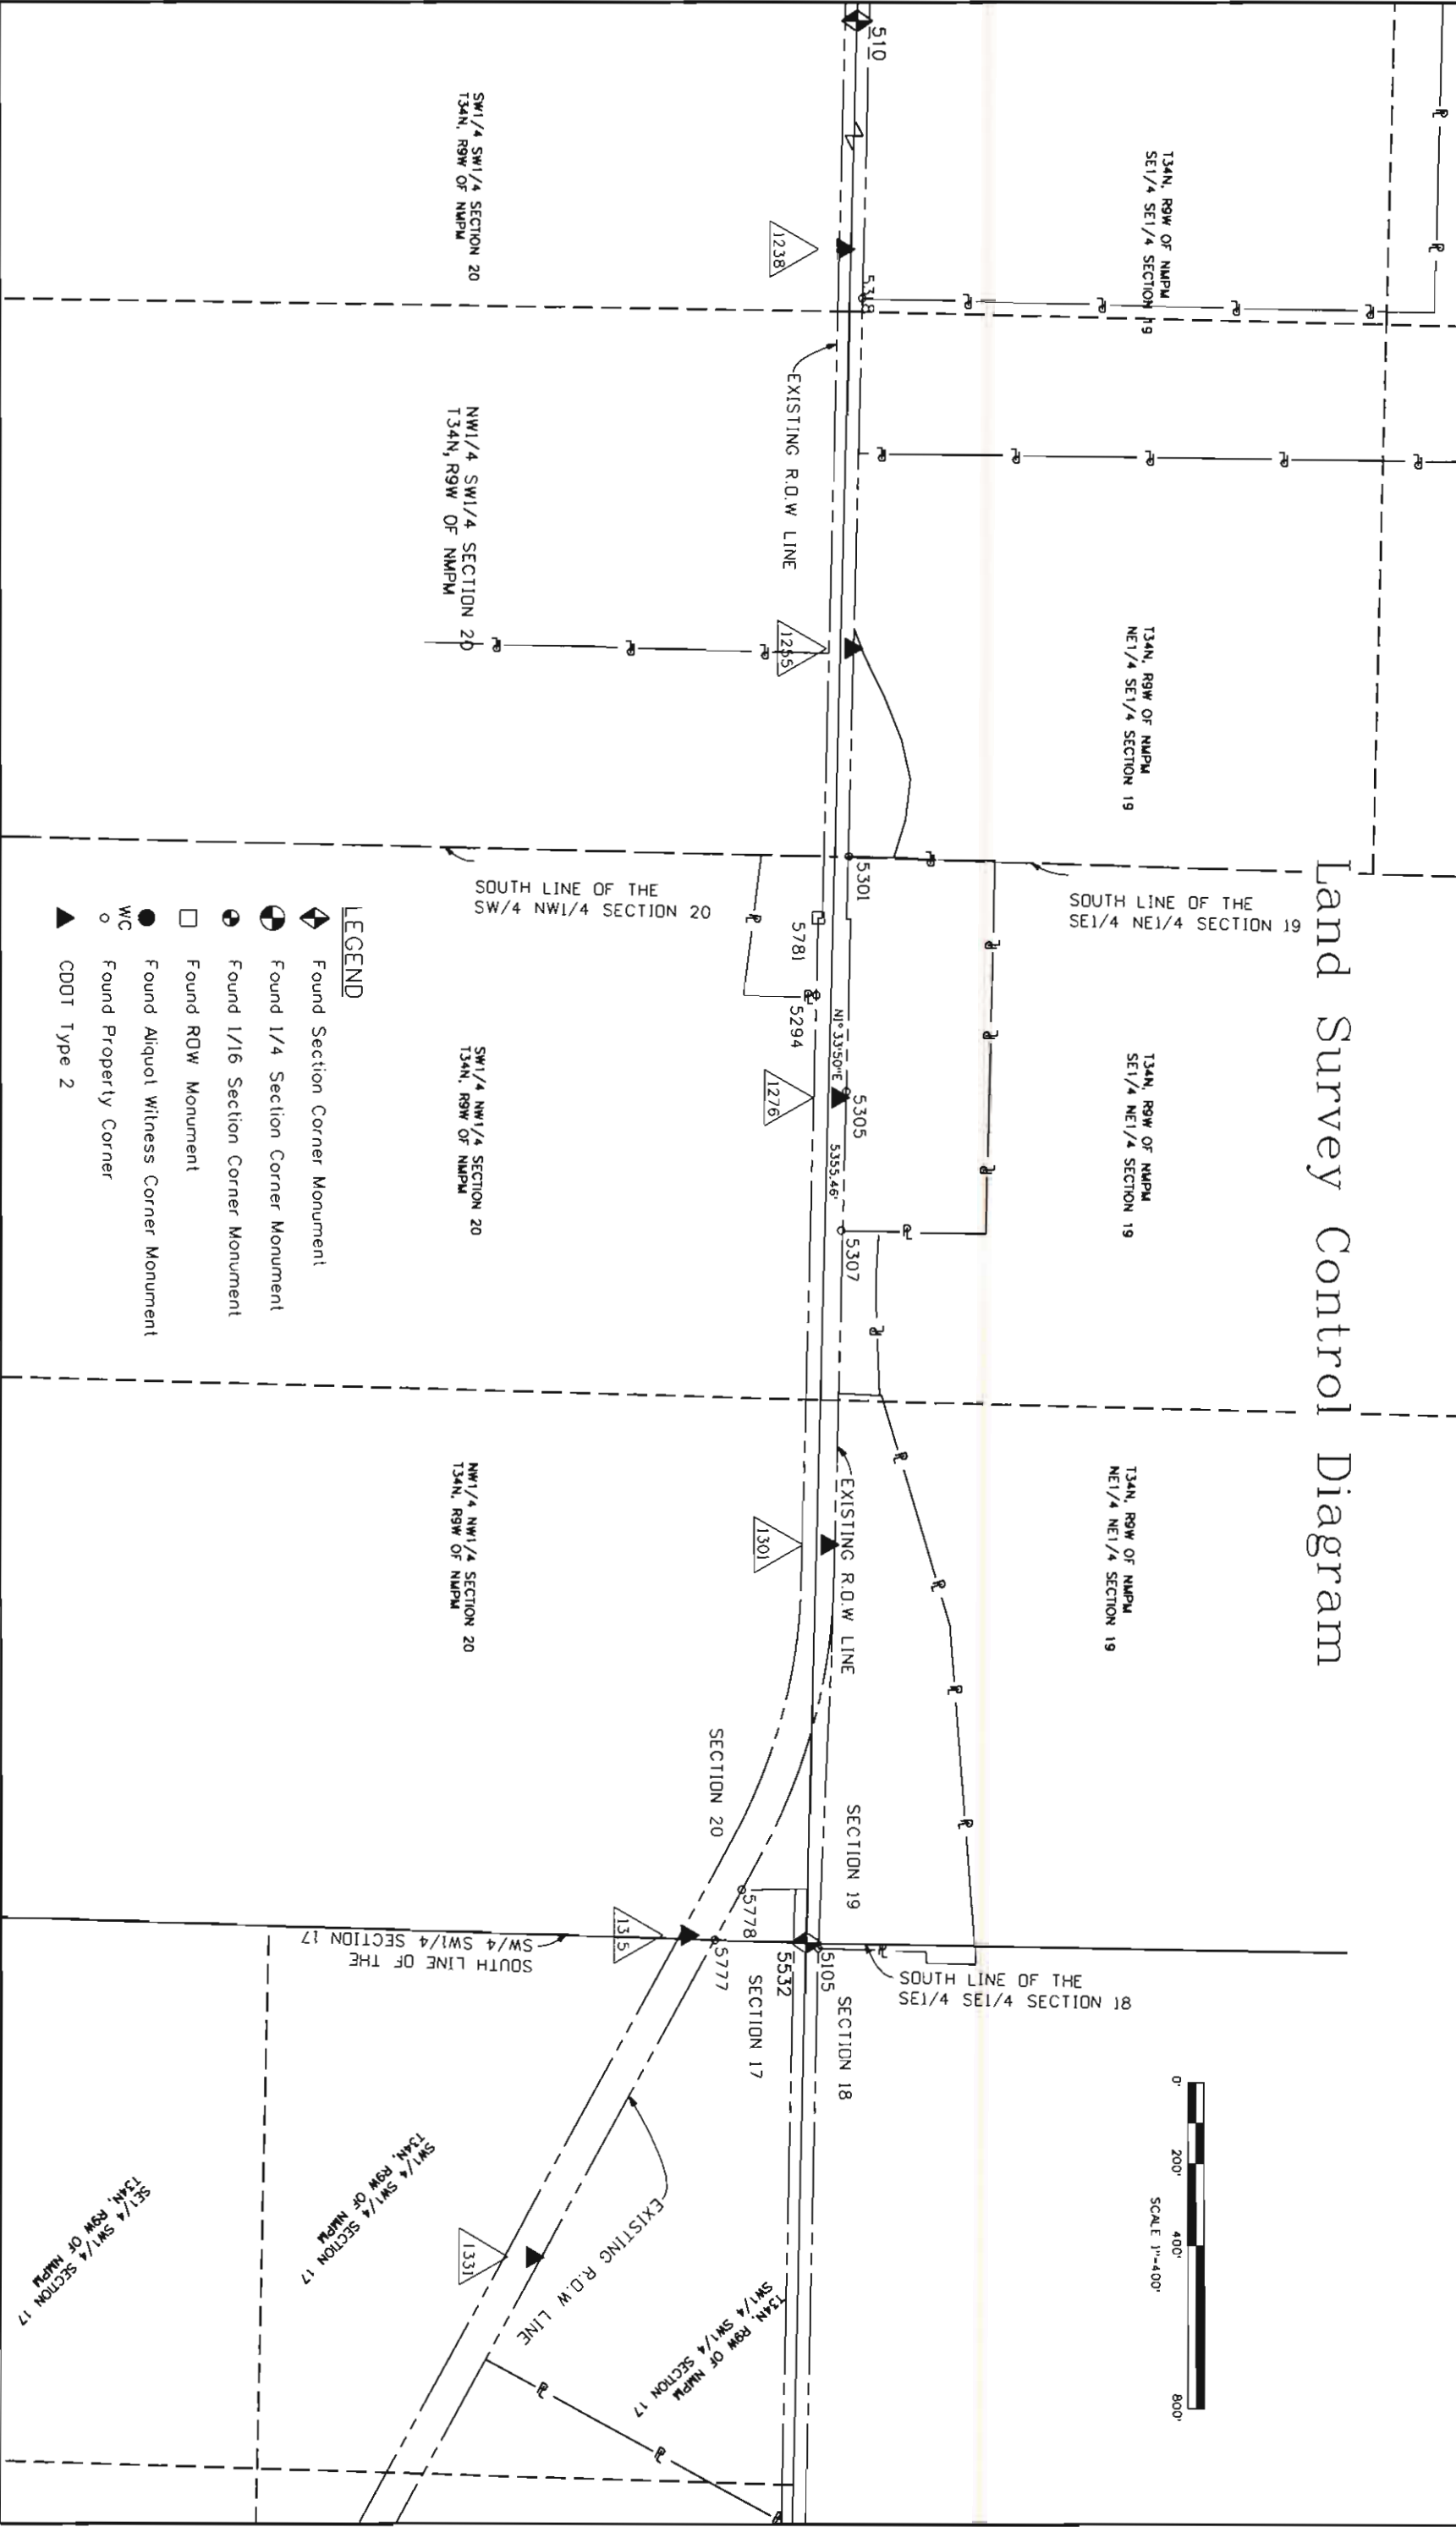 Land Survey Control Diagram
0'
200'
400'
800'
SCALE 1"=400'
T34N, R9W OF NMPM
SE1/4 SE1/4 SECTION 19
T34N, R9W OF NMPM
NE1/4 SE1/4 SECTION 19
SOUTH LINE OF THE
SE1/4 NE1/4 SECTION 19
T34N, R9W OF NMPM
SE1/4 NE1/4 SECTION 19
T34N, R9W OF NMPM
NE1/4 NE1/4 SECTION 19
SOUTH LINE OF THE
SE1/4 SE1/4 SECTION 18
510
5318
5301
5305
5307
EXISTING R.O.W LINE
SECTION 19
5105
SECTION 18
N1°33'50"E
5355.46'
1238
EXISTING R.O.W LINE
1255
5781
5294
1276
1301
SECTION 20
5778
5777
5532
SECTION 17
1315
EXISTING R.O.W LINE
1331
T34N, R9W OF NMPM
SW1/4 SW1/4 SECTION 17
SW1/4 SW1/4 SECTION 20
T34N, R9W OF NMPM
NW1/4 SW1/4 SECTION 20
T34N, R9W OF NMPM
SOUTH LINE OF THE
SW/4 NW1/4 SECTION 20
SW1/4 NW1/4 SECTION 20
T34N, R9W OF NMPM
NW1/4 NW1/4 SECTION 20
T34N, R9W OF NMPM
SOUTH LINE OF THE
SW/4 SW1/4 SECTION 17
SW1/4 SW1/4 SECTION 17
T34N, R9W OF NMPM
SE1/4 SW1/4 SECTION 17
T34N, R9W OF NMPM
LEGEND
Found Section Corner Monument
Found 1/4 Section Corner Monument
Found 1/16 Section Corner Monument
Found ROW Monument
WC Found Aliquot Witness Corner Monument
Found Property Corner
CDOT Type 2